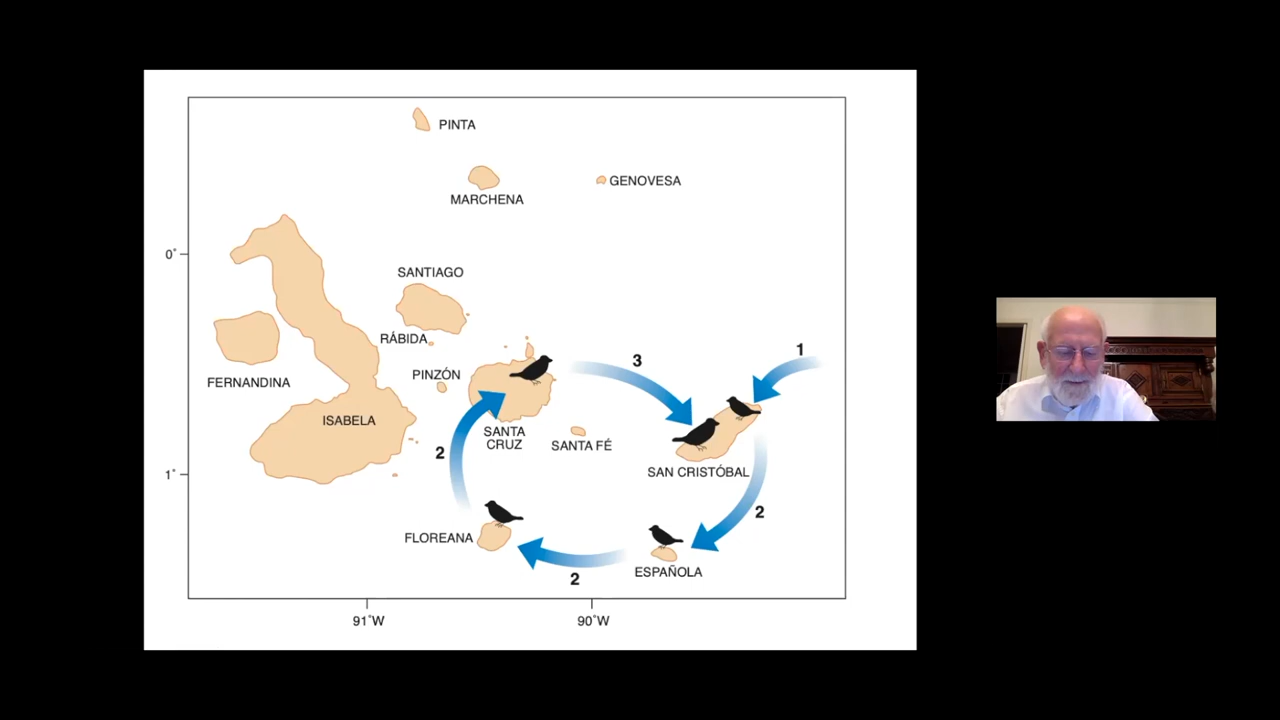 PINTA
MARCHENA
GENOVESA
0°
SANTIAGO
RÁBIDA
PINZÓN
FERNANDINA
ISABELA
SANTA
CRUZ
SANTA FÉ
3
1
SAN CRISTÓBAL
2
1°
FLOREANA
2
ESPAÑOLA
2
91°W
90°W